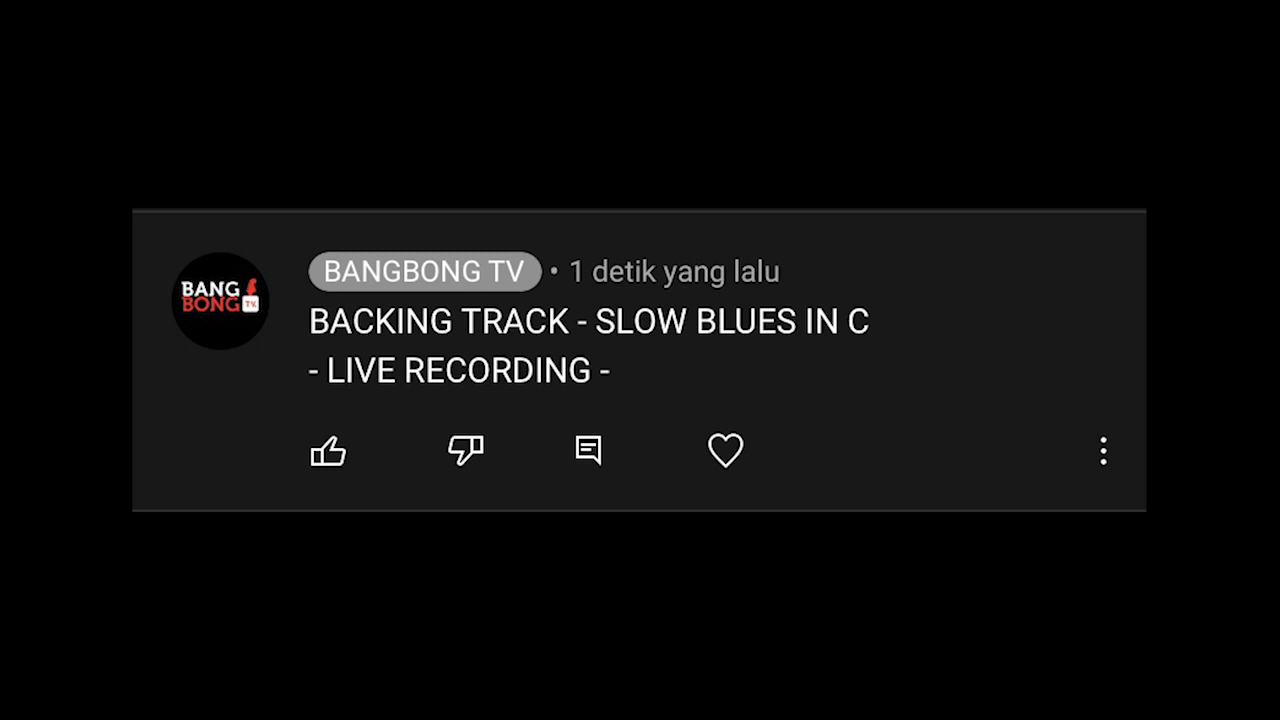 BANG
BONG TV
BANGBONG TV • 1 detik yang lalu
BACKING TRACK - SLOW BLUES IN C
- LIVE RECORDING -